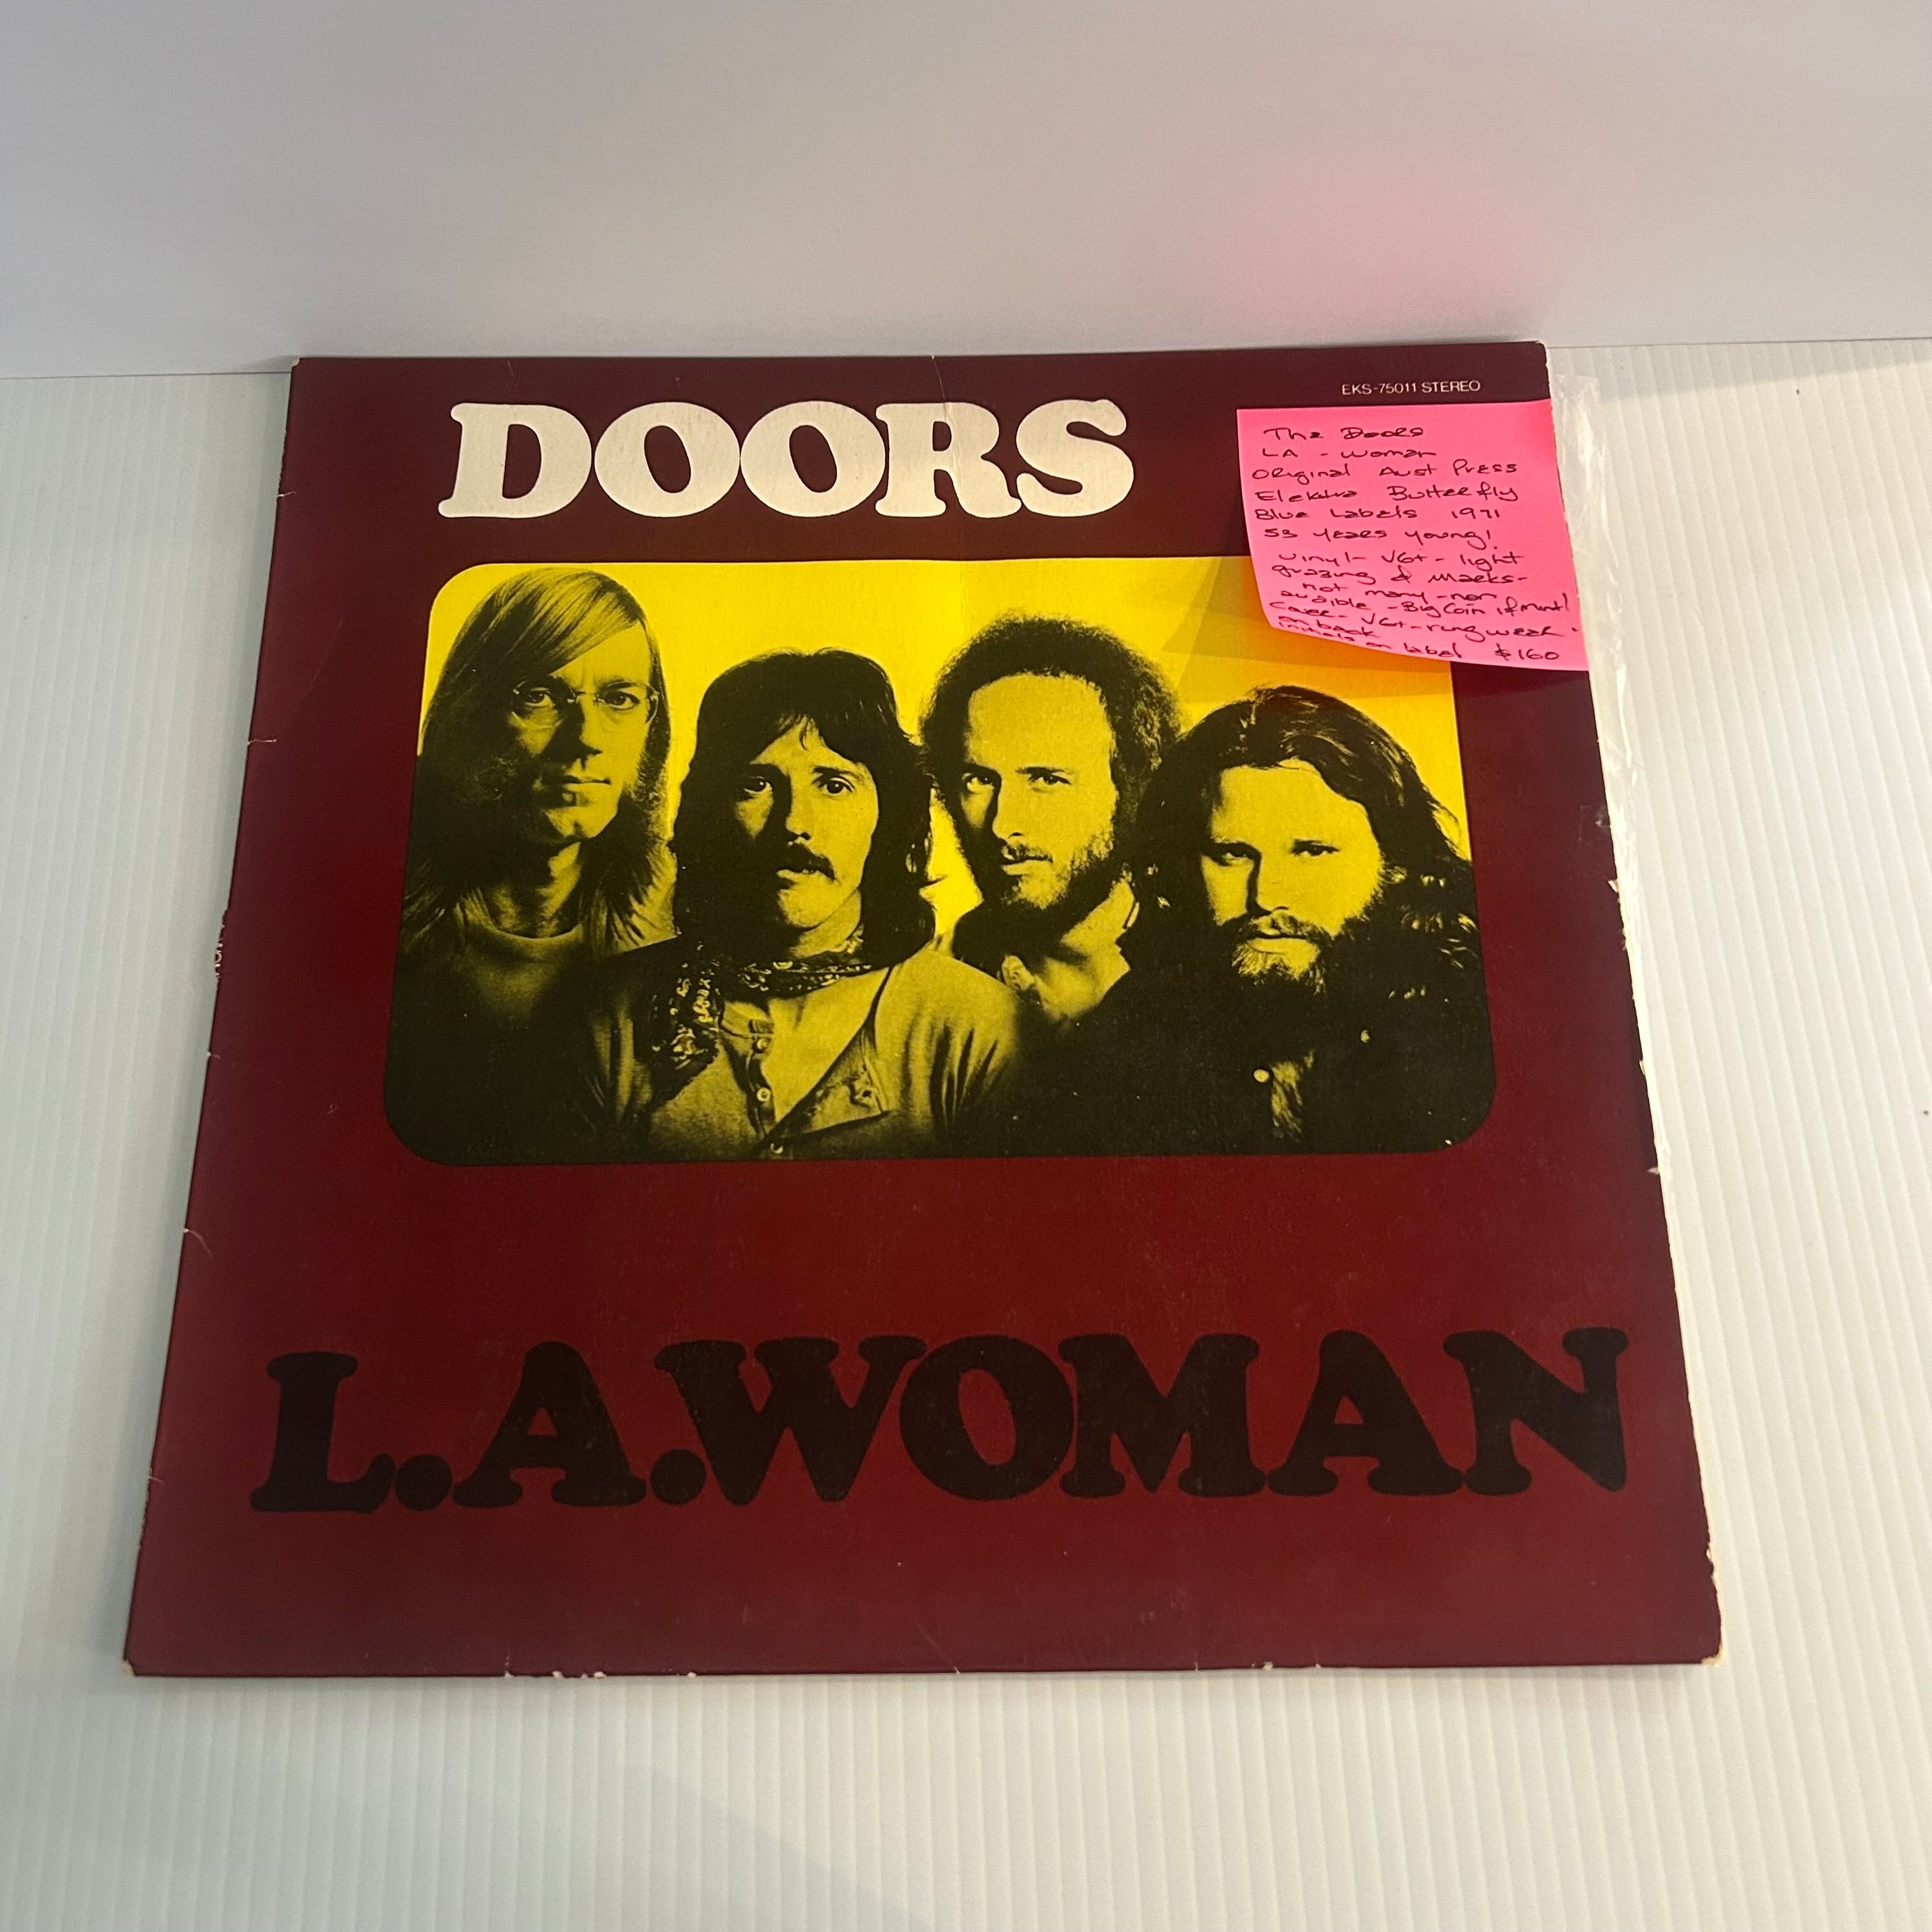 EKS-75011 STEREO
DOORS
The Doors
LA - Woman
Original Aust Press
Elektra Butterfly
Blue Labels 1971
53 years young!
Vinyl - VG+ - light
grazing & marks -
not many - non
audible - Big Coin if mint!
Cover - VG+ - ring wear
on back
initials on label $160
L.A.WOMAN